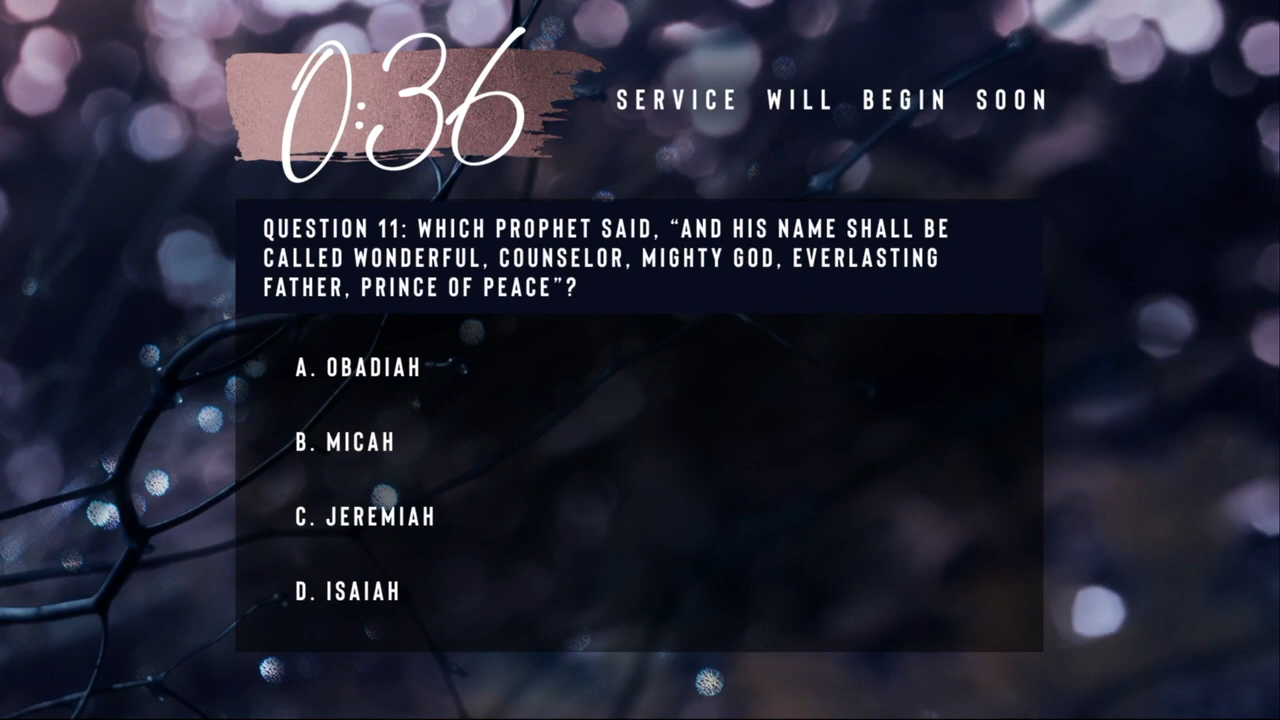 0:36
SERVICE WILL BEGIN SOON
QUESTION 11: WHICH PROPHET SAID, “AND HIS NAME SHALL BE
CALLED WONDERFUL, COUNSELOR, MIGHTY GOD, EVERLASTING
FATHER, PRINCE OF PEACE”?
A. OBADIAH
B. MICAH
C. JEREMIAH
D. ISAIAH